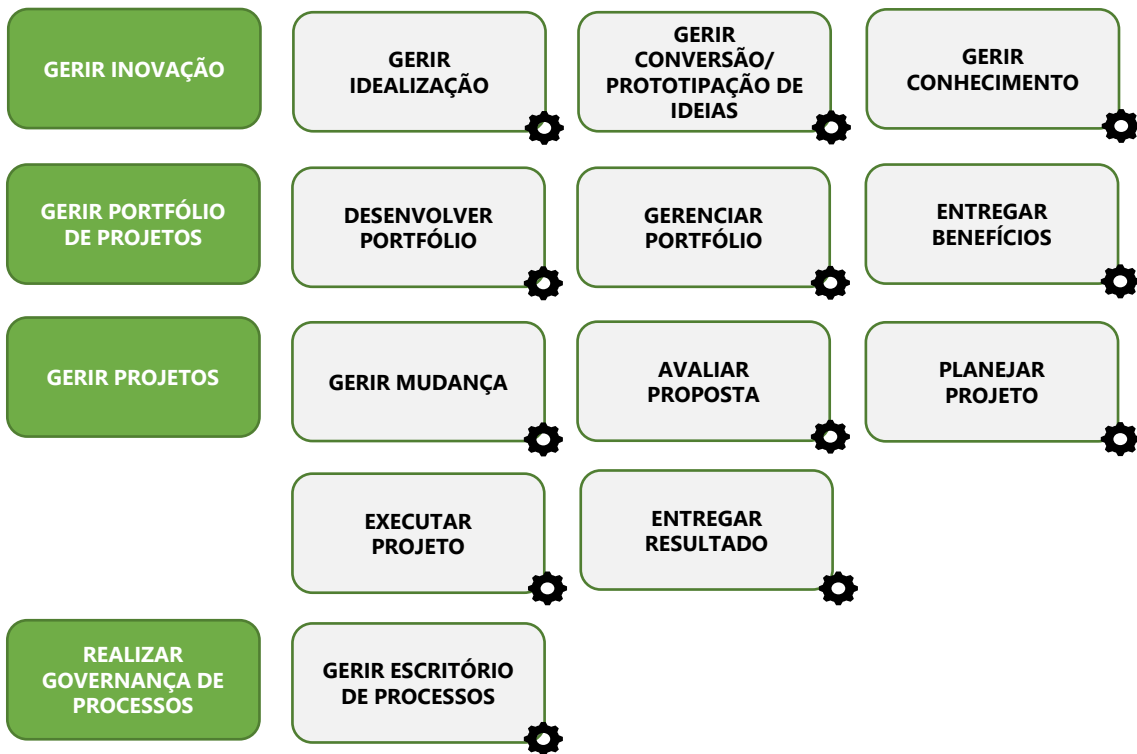 GERIR INOVAÇÃO
GERIR
IDEALIZAÇÃO
GERIR
CONVERSÃO/
PROTOTIPAÇÃO DE
IDEIAS
GERIR
CONHECIMENTO
GERIR PORTFÓLIO
DE PROJETOS
DESENVOLVER
PORTFÓLIO
GERENCIAR
PORTFÓLIO
ENTREGAR
BENEFÍCIOS
GERIR PROJETOS
GERIR MUDANÇA
AVALIAR
PROPOSTA
PLANEJAR
PROJETO
EXECUTAR
PROJETO
ENTREGAR
RESULTADO
REALIZAR
GOVERNANÇA DE
PROCESSOS
GERIR ESCRITÓRIO
DE PROCESSOS